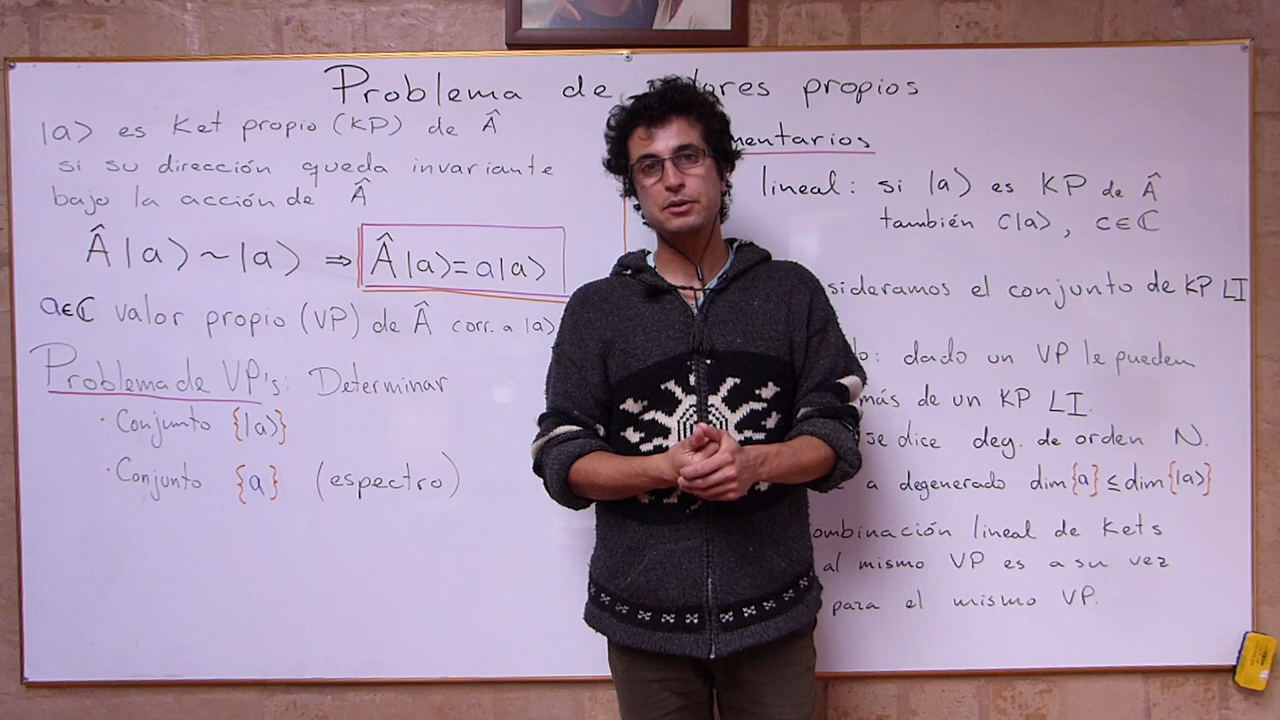 Problema de valores propios
|a⟩ es Ket propio (KP) de Â
si su dirección queda invariante
bajo la acción de Â
Â|a⟩ ~ |a⟩ ⇒ Â|a⟩ = a|a⟩
a∈ℂ valor propio (VP) de Â corr. a |a⟩
Problema de VP's: Determinar
· Conjunto {|a⟩}
· Conjunto {a} (espectro)
mentarios
lineal: si |a⟩ es KP de Â
también C|a⟩, c∈ℂ
sideramos el conjunto de KP LI
do: dado un VP le pueden
más de un KP LI.
se dice deg. de orden N.
a degenerado dim{a} ≤ dim{|a⟩}
ombinación lineal de Kets
al mismo VP es a su vez
para el mismo VP.